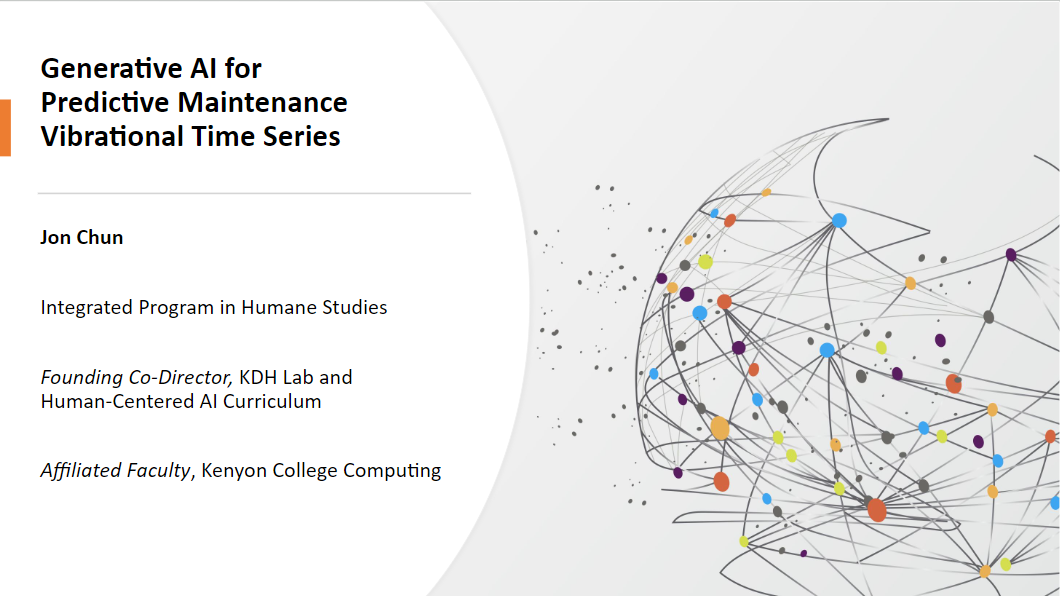 Generative AI for
Predictive Maintenance
Vibrational Time Series
Jon Chun
Integrated Program in Humane Studies
Founding Co-Director, KDH Lab and
Human-Centered AI Curriculum
Affiliated Faculty, Kenyon College Computing